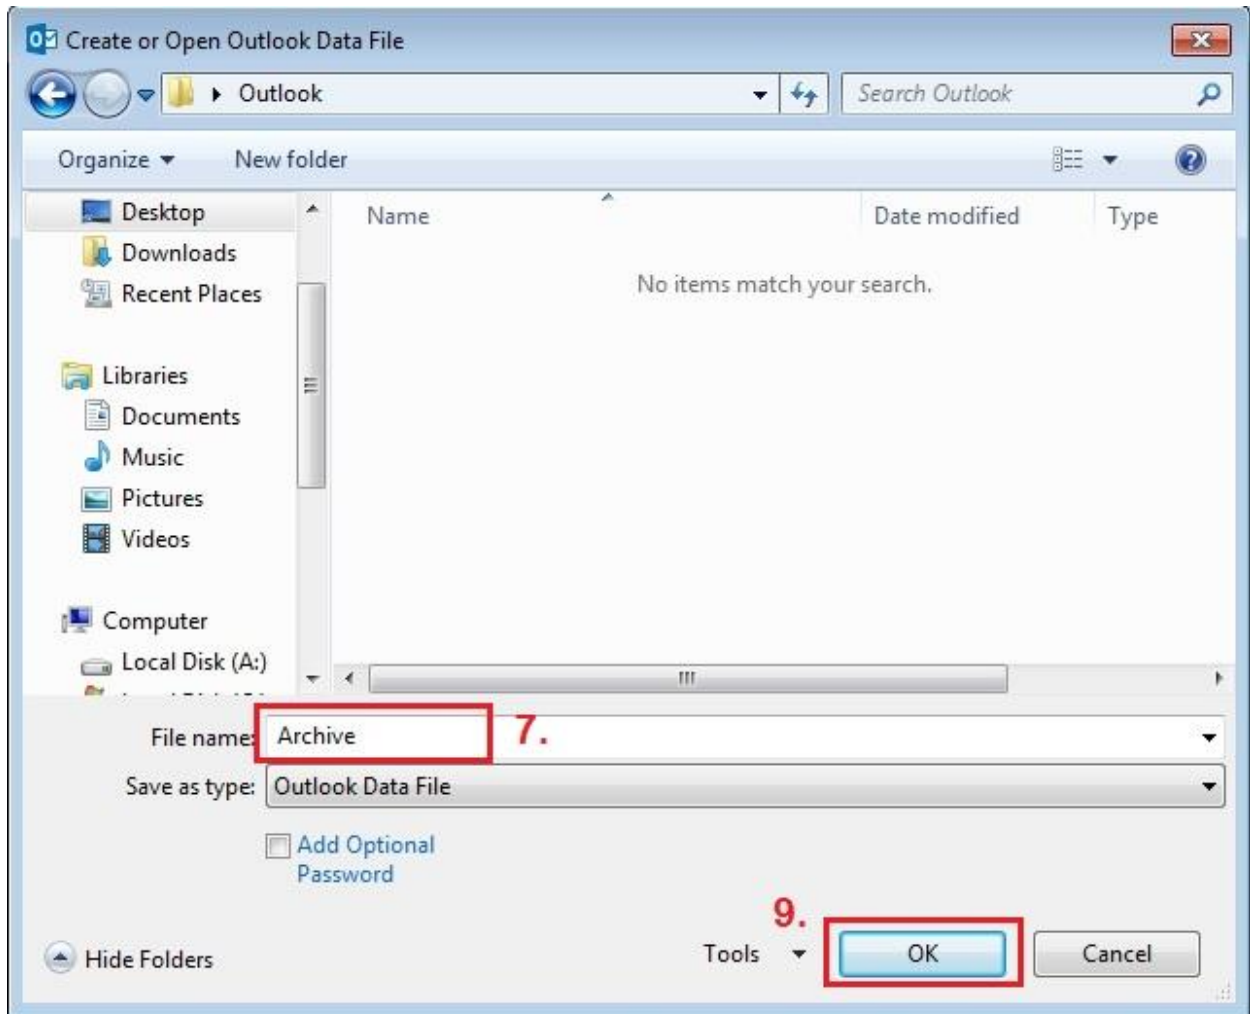 Create or Open Outlook Data File
Outlook
Search Outlook
Organize
New folder
Desktop
Downloads
Recent Places
Libraries
Documents
Music
Pictures
Videos
Computer
Local Disk (A:)
Name
Date modified
Type
No items match your search.
File name: Archive
7.
Save as type: Outlook Data File
Add Optional
Password
9.
Hide Folders
Tools
OK
Cancel